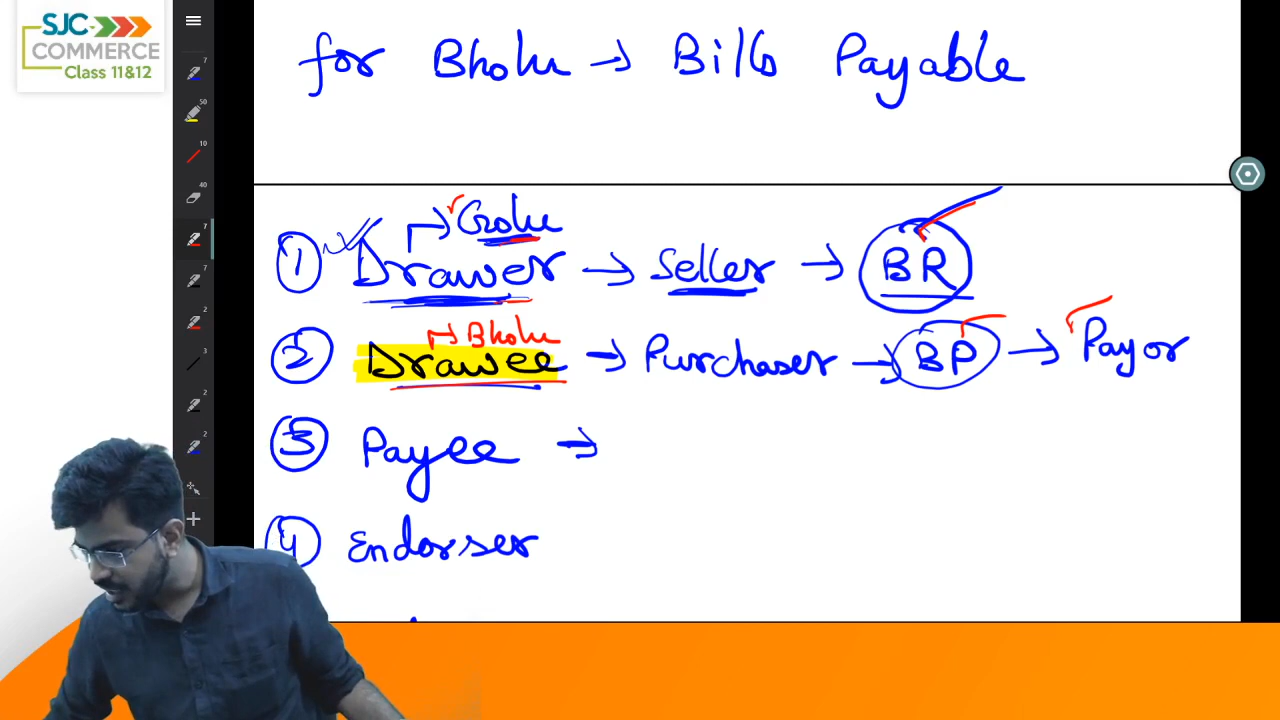 SJC
COMMERCE
Class 11 & 12
for Bholu → Bills Payable
→ Golu
① Drawer → Seller → BR
→ Bholu
② Drawee → Purchaser → BP → Payor
③ Payee →
④ Endorser